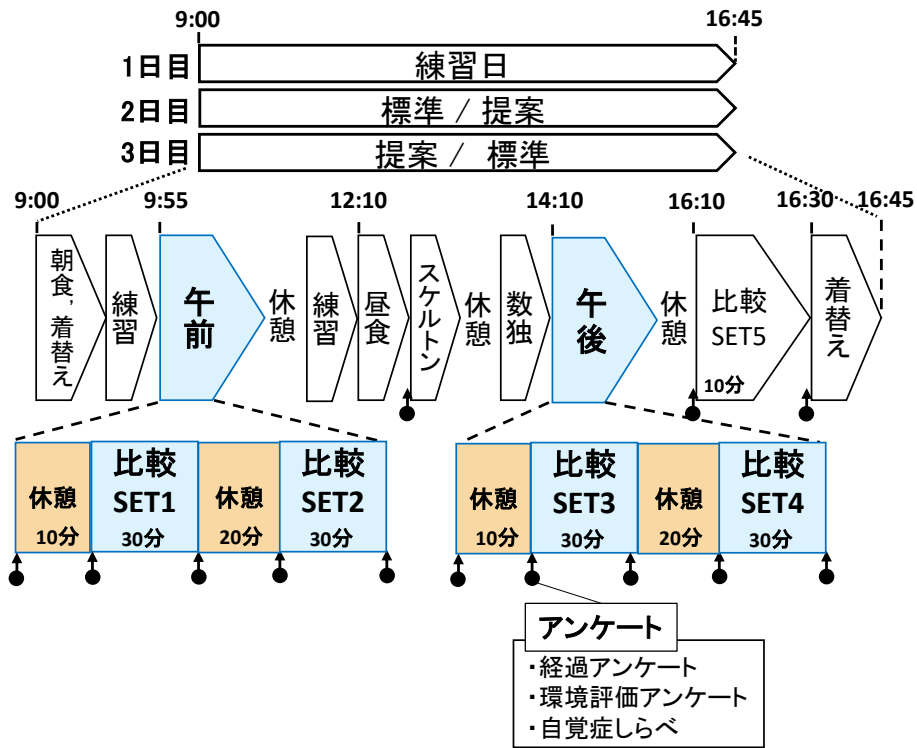 9:00
16:45
1日目
練習日
2日目
標準 / 提案
3日目
提案 / 標準
9:00
9:55
12:10
14:10
16:10
16:30
16:45
朝食, 着替え
練習
午前
休憩
練習
昼食
スケルトン
休憩
数独
午後
休憩
比較
SET5
10分
着替え
休憩
10分
比較
SET1
30分
休憩
20分
比較
SET2
30分
休憩
10分
比較
SET3
30分
休憩
20分
比較
SET4
30分
アンケート
・経過アンケート
・環境評価アンケート
・自覚症しらべ